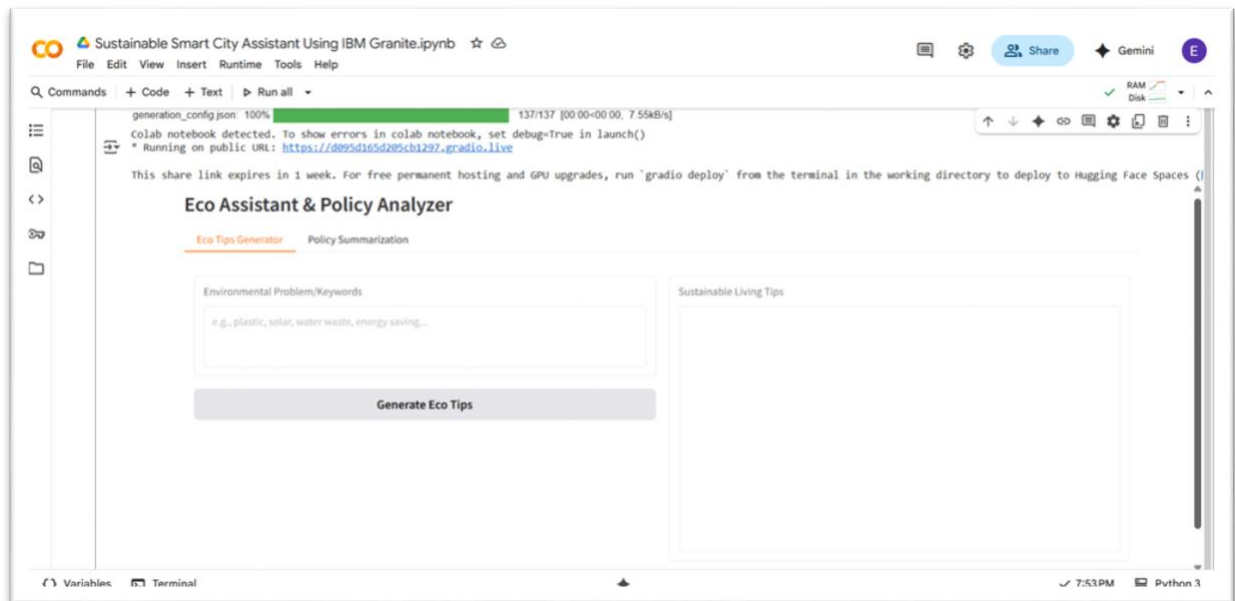 Sustainable Smart City Assistant Using IBM Granite.ipynb
File Edit View Insert Runtime Tools Help
Share
Gemini
E
Commands + Code + Text Run all
RAM
Disk
generation_config.json: 100% 137/137 [00:00<00:00, 7.55kB/s]
Colab notebook detected. To show errors in colab notebook, set debug=True in launch()
* Running on public URL: https://d095d165d205cb1297.gradio.live
This share link expires in 1 week. For free permanent hosting and GPU upgrades, run `gradio deploy` from the terminal in the working directory to deploy to Hugging Face Spaces (
Eco Assistant & Policy Analyzer
Eco Tips Generator Policy Summarization
Environmental Problem/Keywords
Sustainable Living Tips
e.g., plastic, solar, water waste, energy saving...
Generate Eco Tips
Variables Terminal
7:53 PM Python 3